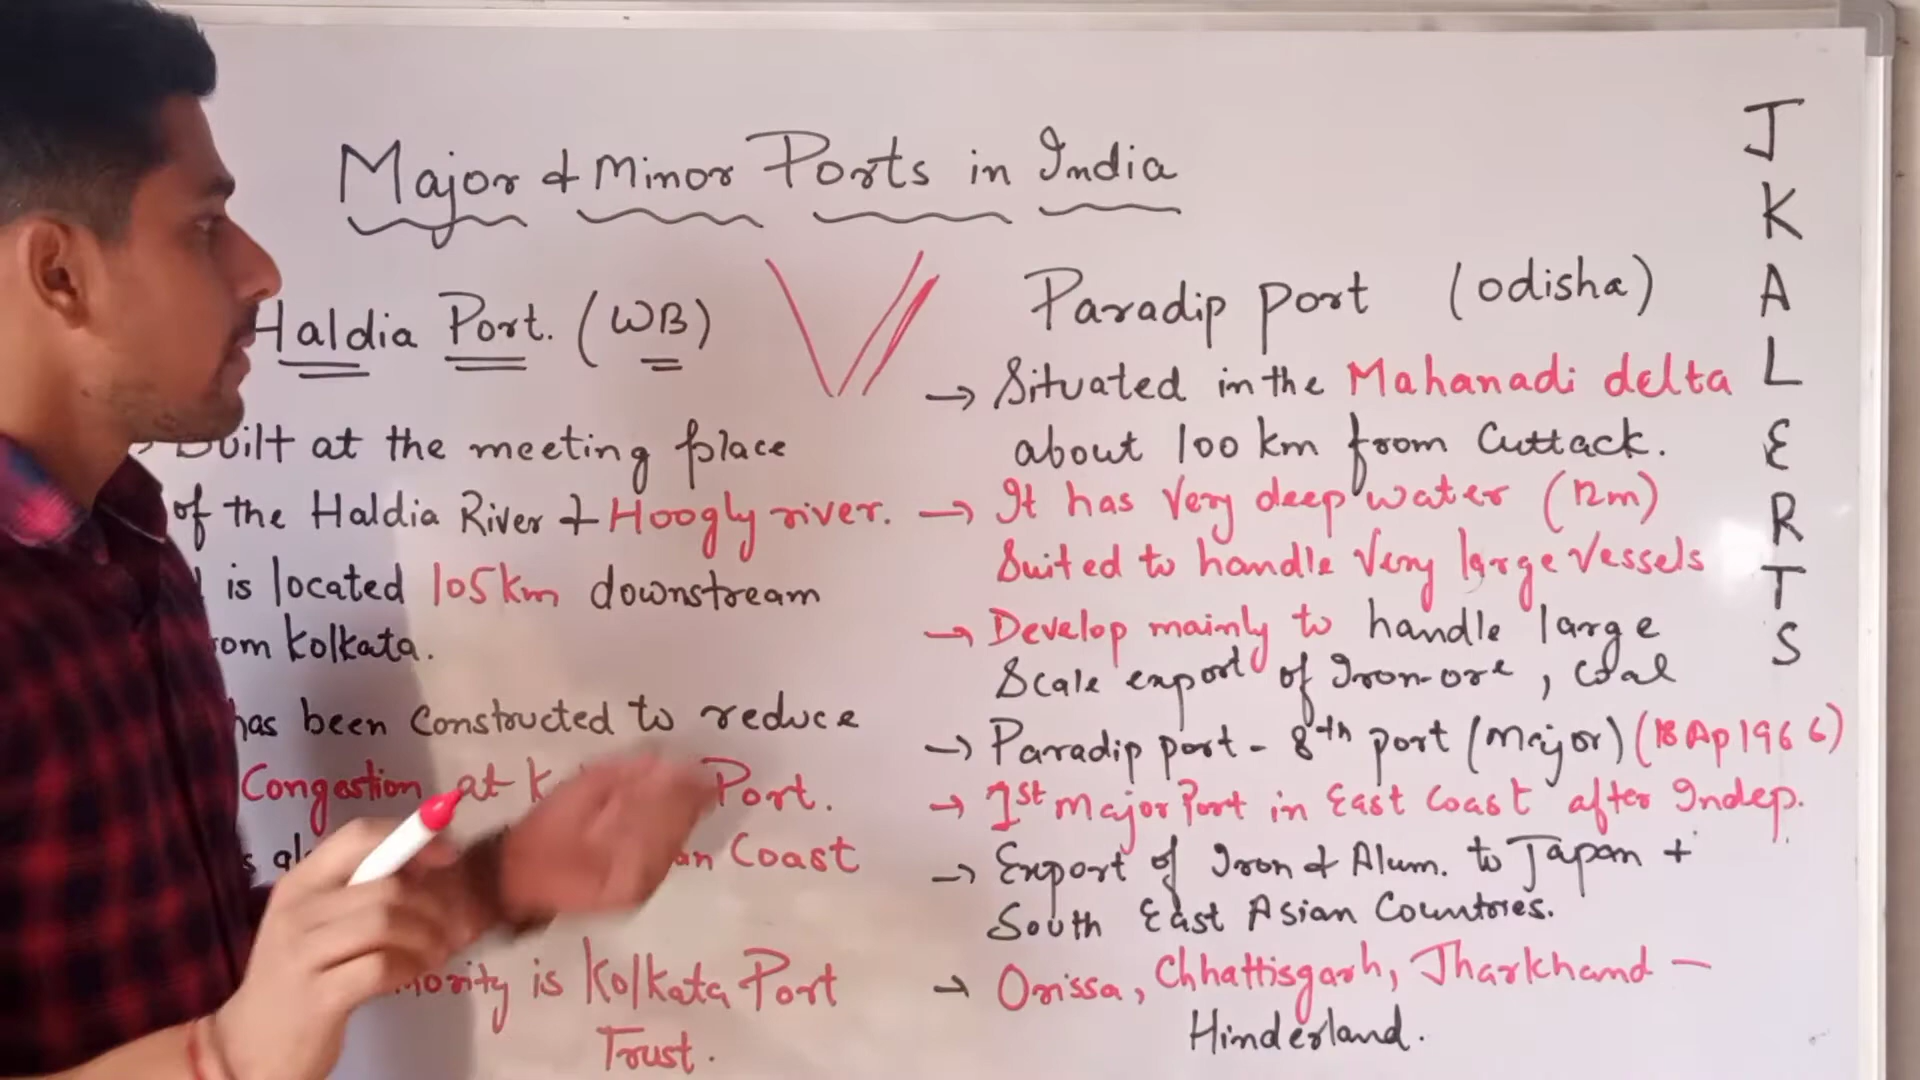 Major & Minor Ports in India
Haldia Port. (WB)
Built at the meeting place
of the Haldia River & Hoogly river.
is located 105 km downstream
om Kolkata.
has been Constructed to reduce
Congestion at K Port.
Coast
is Kolkata Port
Trust.
Paradip port (odisha)
→ Situated in the Mahanadi delta
about 100 km from Cuttack.
→ It has very deep water (12m)
Suited to handle very large vessels
→ Develop mainly to handle large
Scale export of Iron-ore, Coal
→ Paradip port - 8th port (Major) (18 Ap 1966)
→ 1st Major Port in East Coast after Indep.
→ Export of Iron & Alum. to Japan +
South East Asian Countries.
→ Orissa, Chhattisgarh, Jharkhand -
Hinderland.
JKALERTS